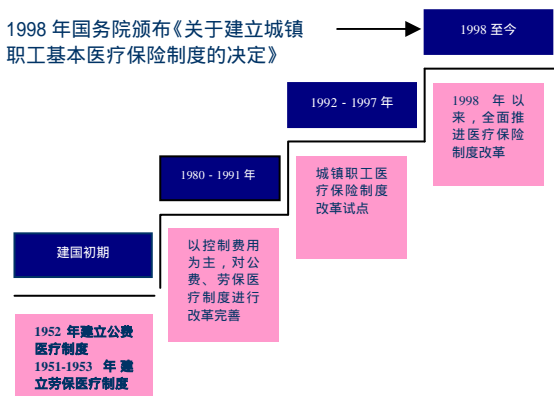 1998 年国务院颁布《关于建立城镇
职工基本医疗保险制度的决定》
1998 至今
1998 年以
来，全面推
进医疗保险
制度改革
1992 - 1997 年
城镇职工医
疗保险制度
改革试点
1980 - 1991 年
以控制费用
为主，对公
费、劳保医
疗制度进行
改革完善
建国初期
1952 年建立公费
医疗制度
1951-1953 年建
立劳保医疗制度